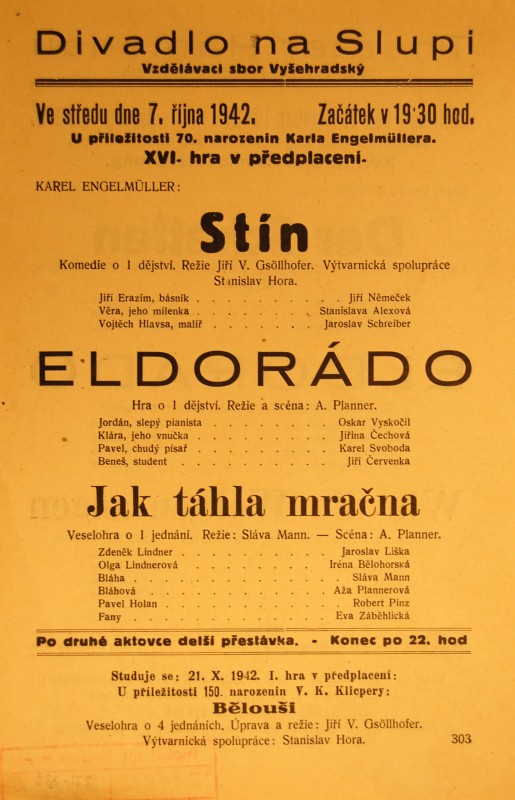 Divadlo na Slupi
Vzdělávací sbor Vyšehradský
Ve středu dne 7. října 1942. Začátek v 19·30 hod.
U příležitosti 70. narozenin Karla Engelmüllera.
XVI. hra v předplacení.
KAREL ENGELMÜLLER:
Stín
Komedie o 1 dějství. Režie Jiří V. Gsöllhofer. Výtvarnická spolupráce
Stanislav Hora.
Jiří Erazím, básník . . . . . . . . . . Jiří Němeček
Věra, jeho milenka . . . . . . . . . Stanislava Alexová
Vojtěch Hlavsa, malíř . . . . . . . Jaroslav Schreiber
ELDORÁDO
Hra o 1 dějství. Režie a scéna: A. Planner.
Jordán, slepý pianista . . . . . . . . Oskar Vyskočil
Klára, jeho vnučka . . . . . . . . . Jiřina Čechová
Pavel, chudý písař . . . . . . . . . Karel Svoboda
Beneš, student . . . . . . . . . . Jiří Červenka
Jak táhla mračna
Veselohra o 1 jednání. Režie: Sláva Mann. — Scéna: A. Planner.
Zdeněk Lindner . . . . . . . . . . Jaroslav Liška
Olga Lindnerová . . . . . . . . . Iréna Bělohorská
Bláha . . . . . . . . . . . . . Sláva Mann
Bláhová . . . . . . . . . . . Aža Plannerová
Pavel Holan . . . . . . . . . . . Robert Pinz
Fany . . . . . . . . . . . . Eva Záběhlická
Po druhé aktovce delší přestávka. - Konec po 22. hod
Studuje se: 21. X. 1942. I. hra v předplacení:
U příležitosti 150. narozenin V. K. Klicpery:
Bělouši
Veselohra o 4 jednáních. Úprava a režie: Jiří V. Gsöllhofer.
Výtvarnická spolupráce: Stanislav Hora. 303